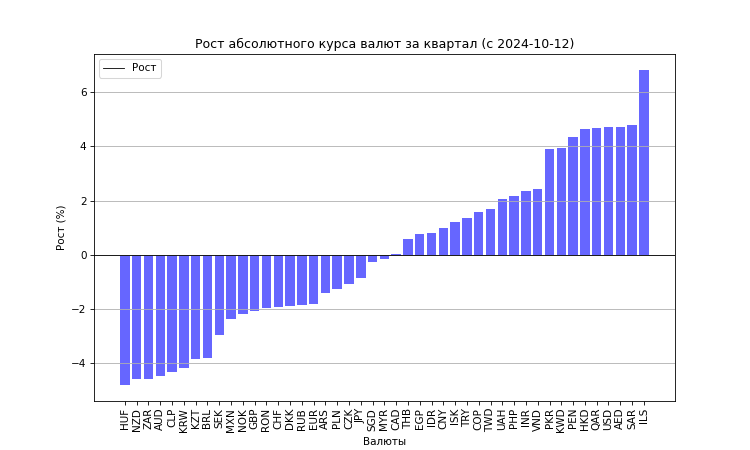 Рост абсолютного курса валют за квартал (с 2024-10-12)
Рост
6
4
2
0
−2
−4
Рост (%)
HUF NZD ZAR AUD CLP KRW KZT BRL SEK MXN NOK GBP RON CHF DKK RUB EUR ARS PLN CZK JPY SGD MYR CAD THB EGP IDR CNY ISK TRY COP TWD UAH PHP INR VND PKR KWD PEN HKD QAR USD AED SAR ILS
Валюты